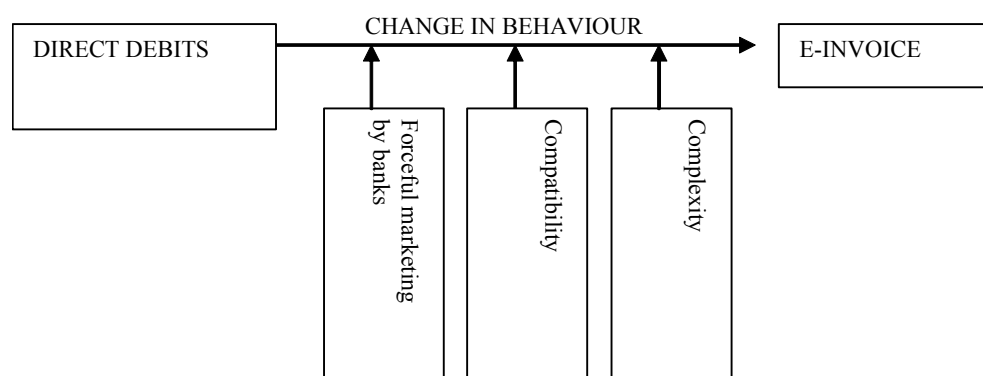 CHANGE IN BEHAVIOUR
DIRECT DEBITS
E-INVOICE
Forceful marketing
by banks
Compatibility
Complexity